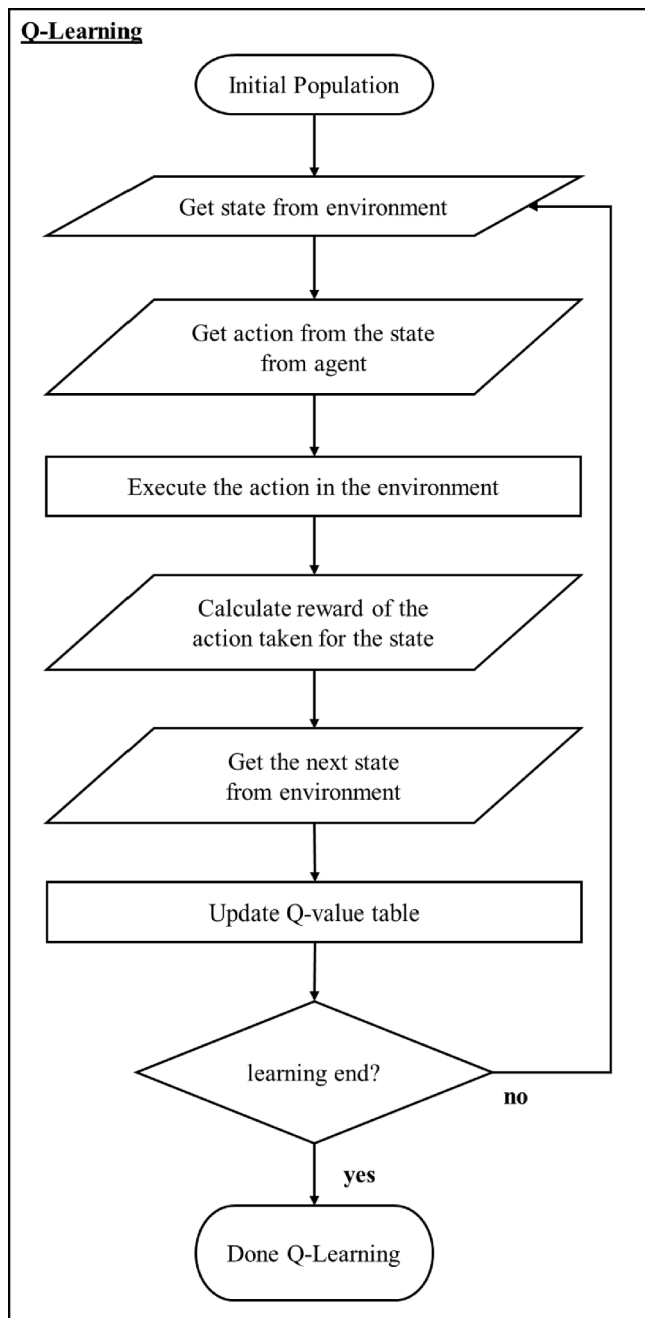 Q-Learning
Initial Population
Get state from environment
Get action from the state
from agent
Execute the action in the environment
Calculate reward of the
action taken for the state
Get the next state
from environment
Update Q-value table
learning end?
no
yes
Done Q-Learning